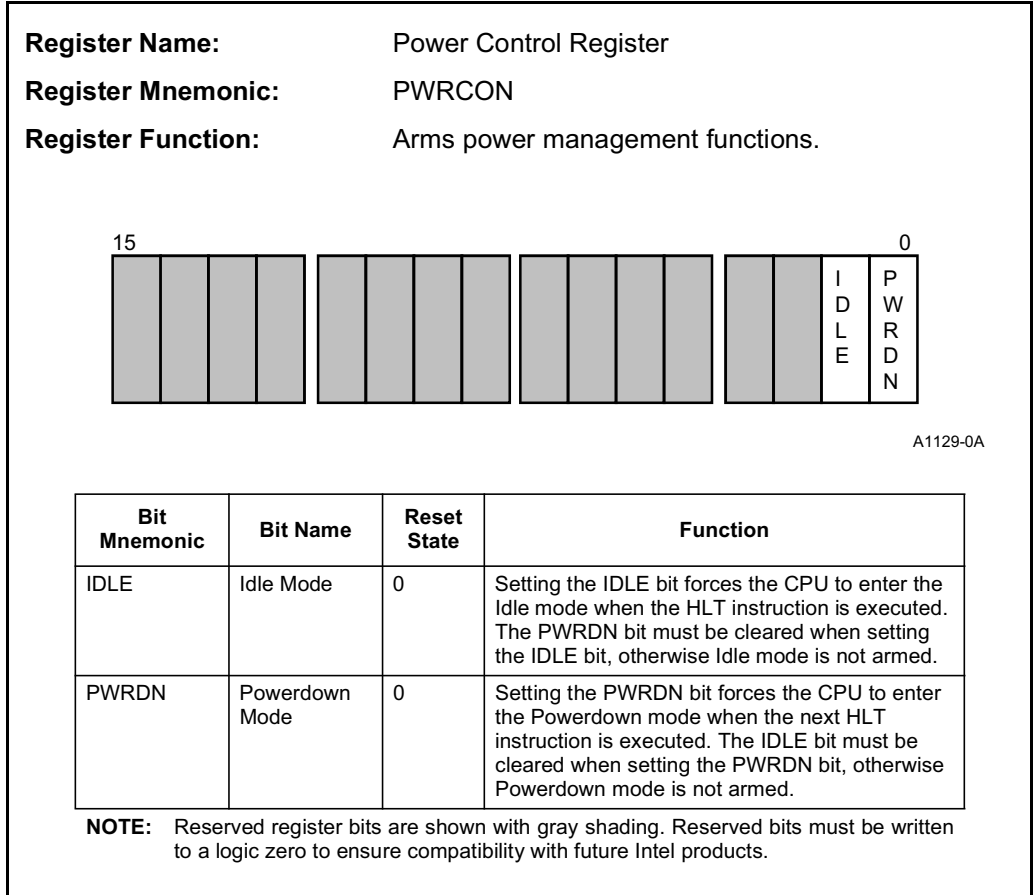 Register Name: Power Control Register
Register Mnemonic: PWRCON
Register Function: Arms power management functions.
15 0
IDLE PWRDN
A1129-0A
Bit Mnemonic Bit Name Reset State Function
IDLE Idle Mode 0 Setting the IDLE bit forces the CPU to enter the
Idle mode when the HLT instruction is executed.
The PWRDN bit must be cleared when setting
the IDLE bit, otherwise Idle mode is not armed.
PWRDN Powerdown Mode 0 Setting the PWRDN bit forces the CPU to enter
the Powerdown mode when the next HLT
instruction is executed. The IDLE bit must be
cleared when setting the PWRDN bit, otherwise
Powerdown mode is not armed.
NOTE: Reserved register bits are shown with gray shading. Reserved bits must be written
to a logic zero to ensure compatibility with future Intel products.